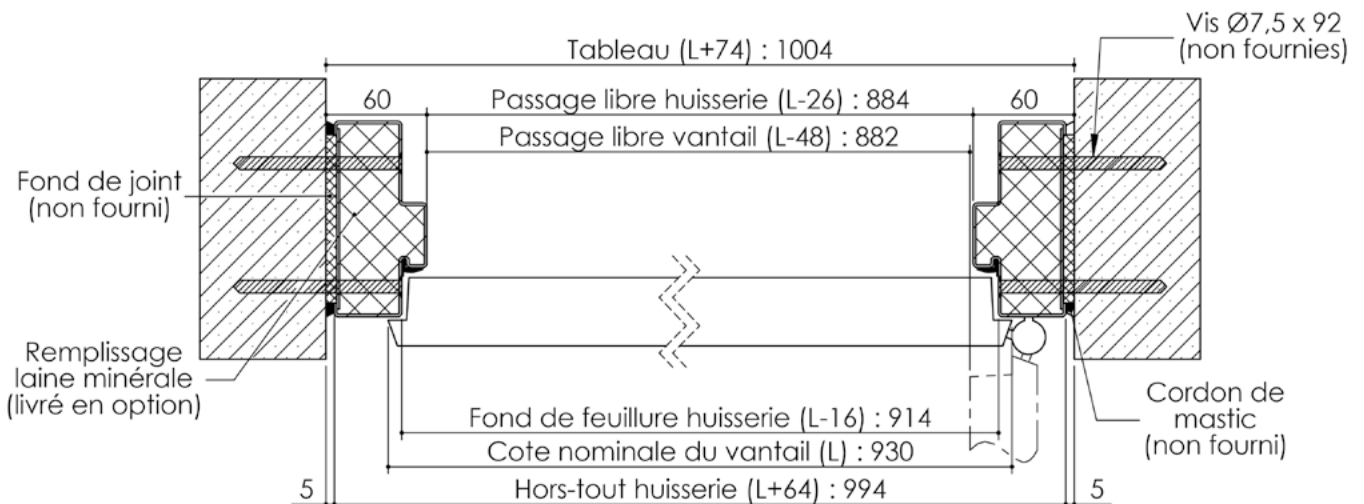 Vis Ø7,5 x 92
(non fournies)
Tableau (L+74) : 1004
60
Passage libre huisserie (L-26) : 884
60
Passage libre vantail (L-48) : 882
Fond de joint
(non fourni)
Remplissage
laine minérale
(livré en option)
Cordon de
mastic
(non fourni)
Fond de feuillure huisserie (L-16) : 914
Cote nominale du vantail (L) : 930
5
Hors-tout huisserie (L+64) : 994
5